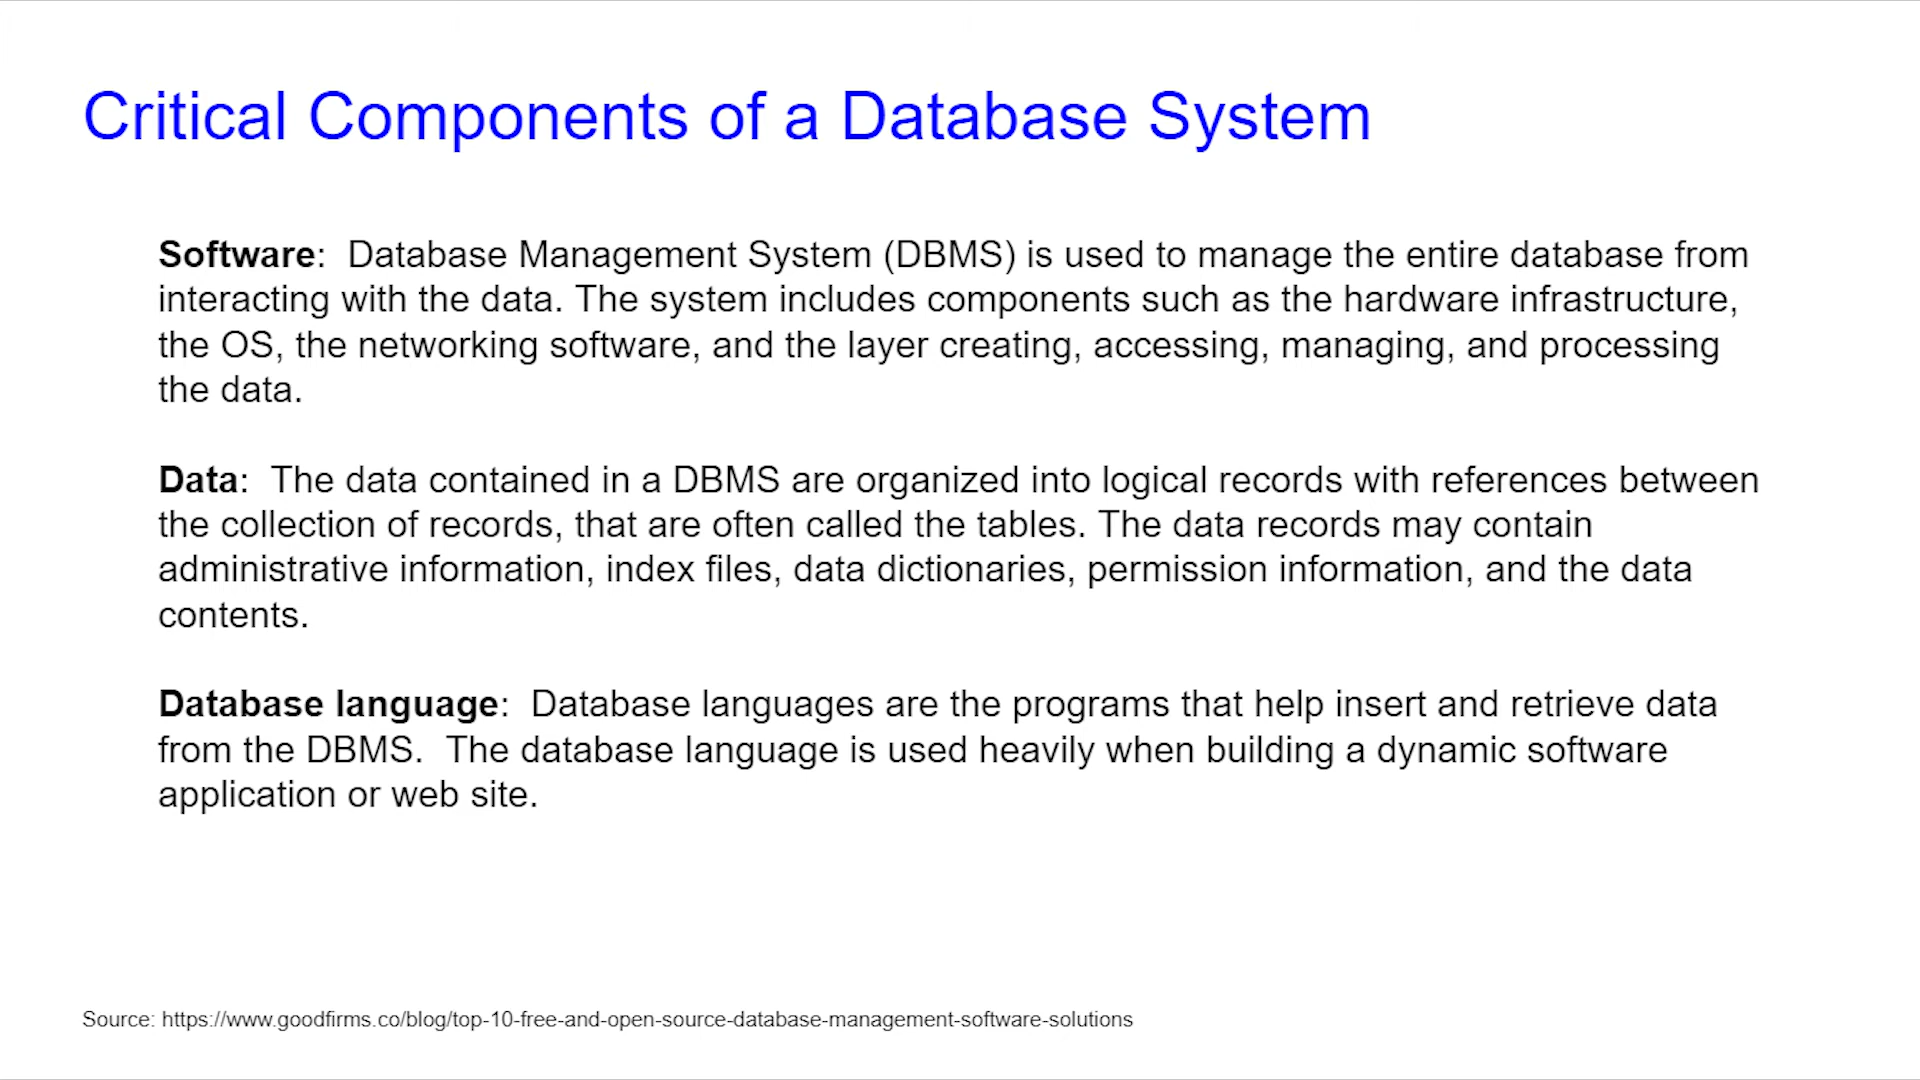 Critical Components of a Database System
Software:  Database Management System (DBMS) is used to manage the entire database from
interacting with the data. The system includes components such as the hardware infrastructure,
the OS, the networking software, and the layer creating, accessing, managing, and processing
the data.
Data:  The data contained in a DBMS are organized into logical records with references between
the collection of records, that are often called the tables. The data records may contain
administrative information, index files, data dictionaries, permission information, and the data
contents.
Database language:  Database languages are the programs that help insert and retrieve data
from the DBMS.  The database language is used heavily when building a dynamic software
application or web site.
Source: https://www.goodfirms.co/blog/top-10-free-and-open-source-database-management-software-solutions